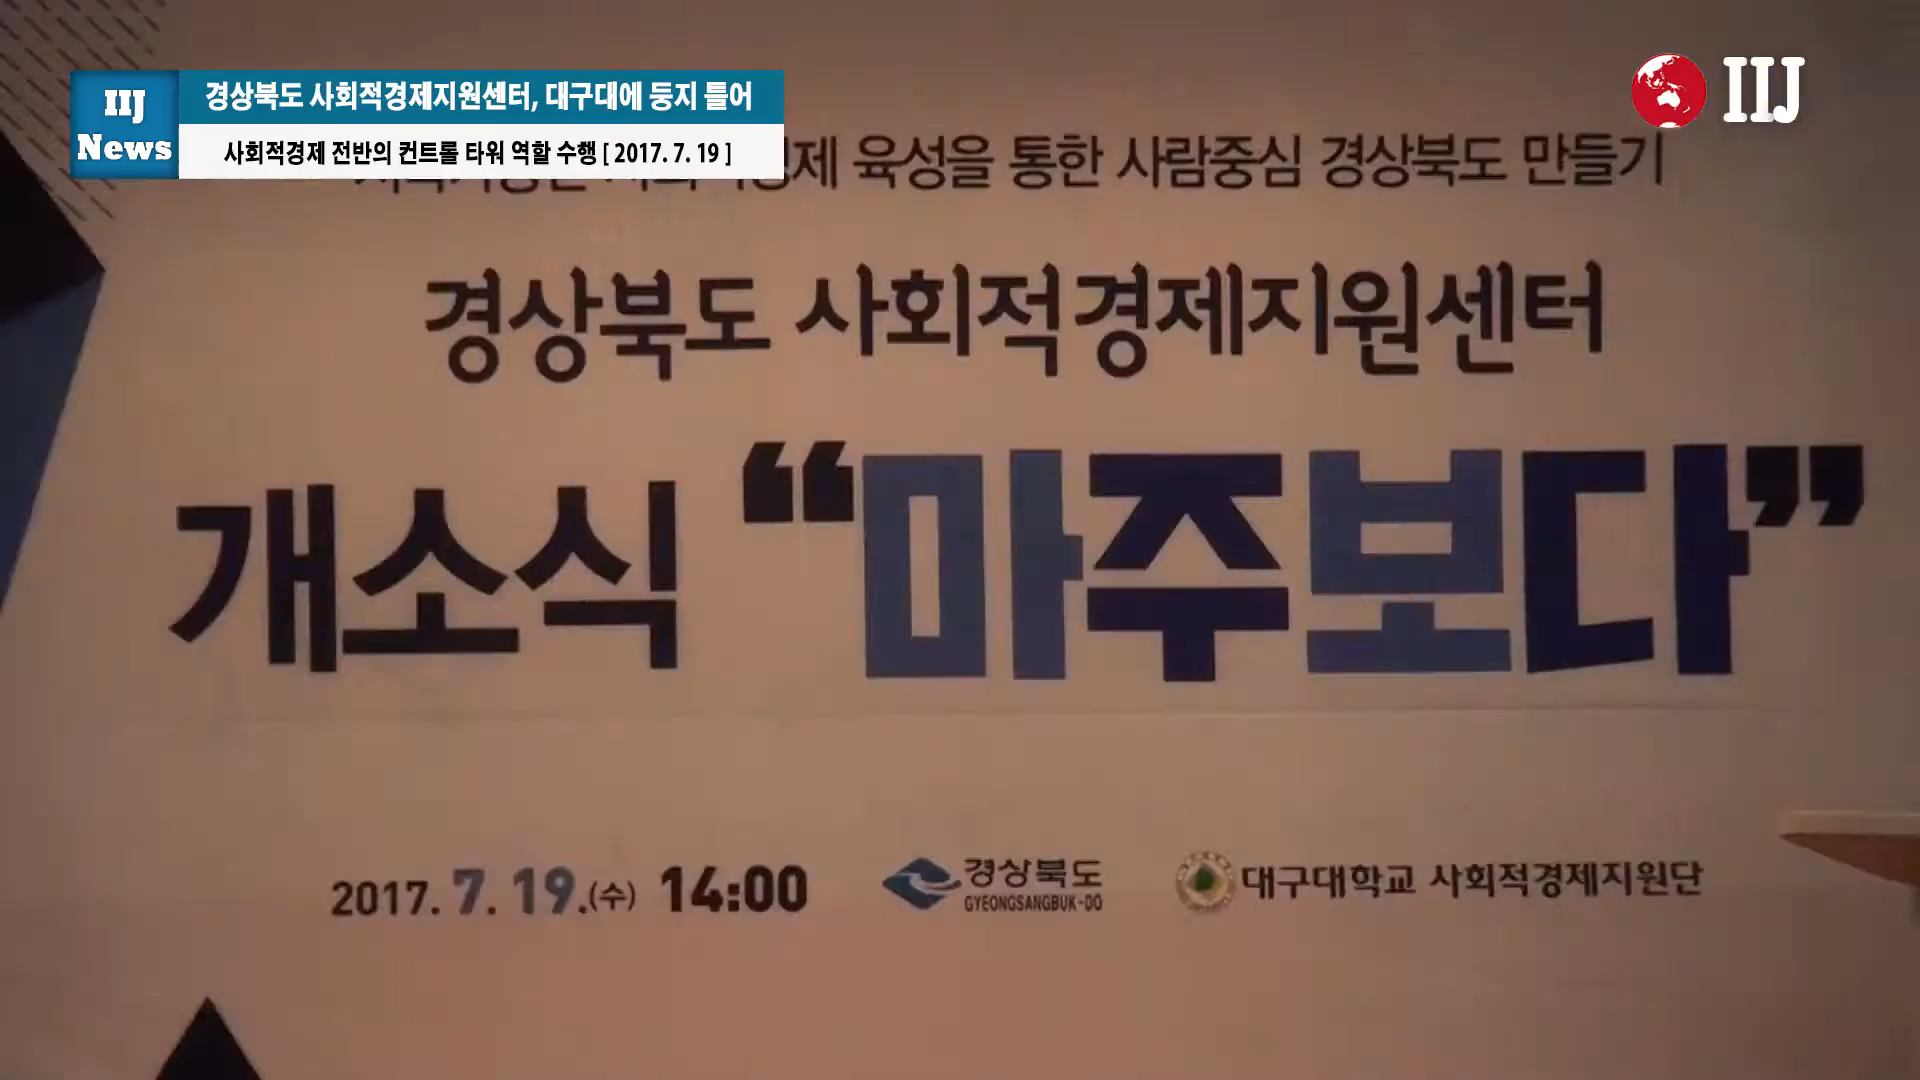 IIJ News
경상북도 사회적경제지원센터, 대구대에 둥지 틀어
사회적경제 전반의 컨트롤 타워 역할 수행 [ 2017. 7. 19 ]
IIJ
육성을 통한 사람중심 경상북도 만들기
경상북도 사회적경제지원센터
개소식 “마주보다”
2017. 7. 19.(수) 14:00
경상북도
GYEONGSANGBUK-DO
대구대학교 사회적경제지원단